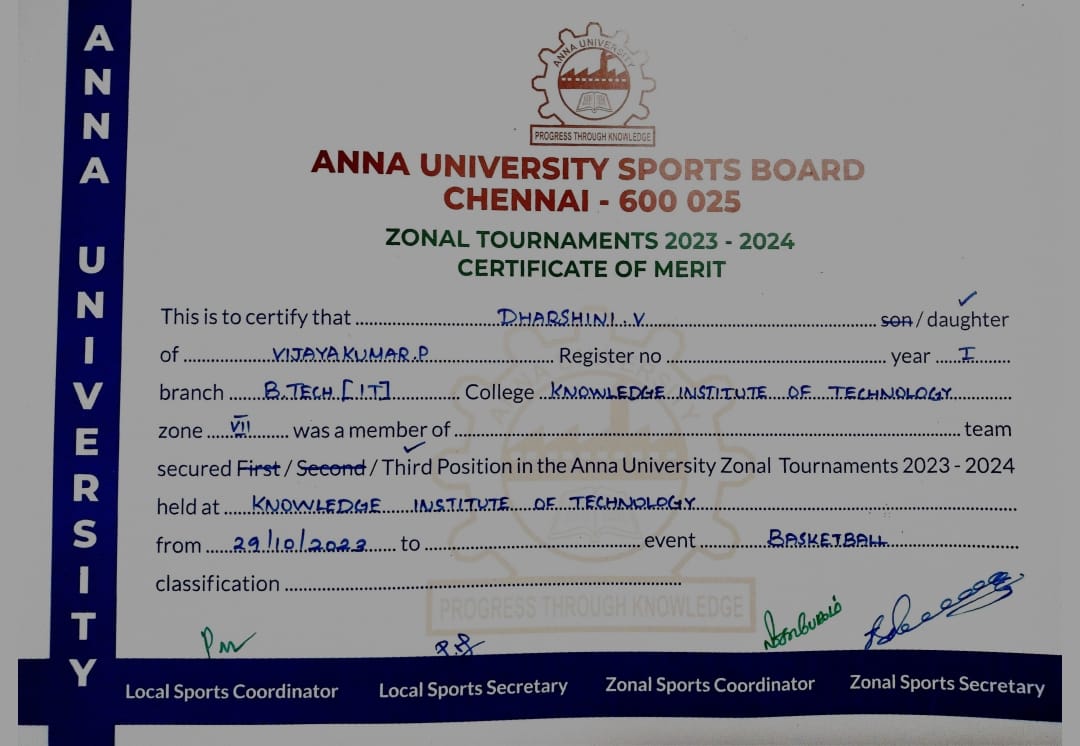 ANNA UNIVERSITY
ANNA UNIVERSITY
PROGRESS THROUGH KNOWLEDGE
ANNA UNIVERSITY SPORTS BOARD
CHENNAI - 600 025
ZONAL TOURNAMENTS 2023 - 2024
CERTIFICATE OF MERIT
This is to certify that DHARSHINI.V son / daughter
of VIJAYAKUMAR.P Register no year I
branch B.TECH [IT] College KNOWLEDGE INSTITUTE OF TECHNOLOGY
zone VII was a member of team
secured First / Second / Third Position in the Anna University Zonal Tournaments 2023 - 2024
held at KNOWLEDGE INSTITUTE OF TECHNOLOGY
from 29/10/2023 to event BASKETBALL
classification
PROGRESS THROUGH KNOWLEDGE
Local Sports Coordinator Local Sports Secretary Zonal Sports Coordinator Zonal Sports Secretary